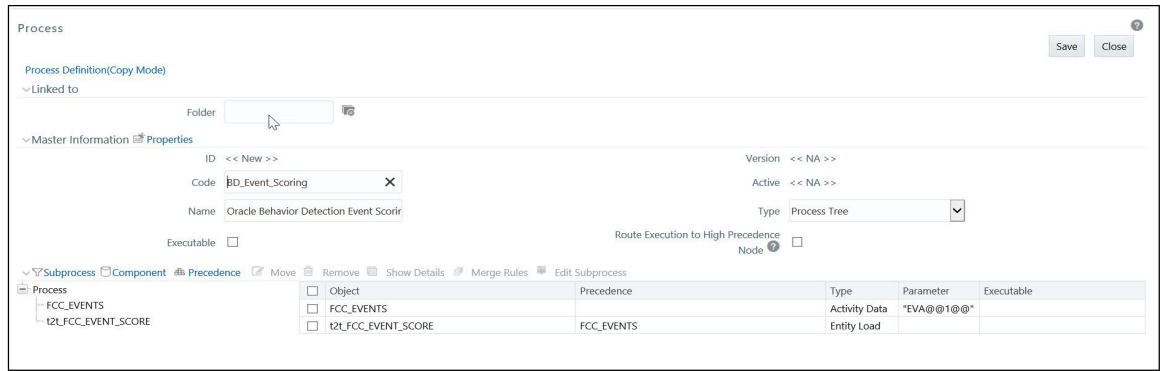 Process
Save Close
Process Definition(Copy Mode)
Linked to
Folder
Master Information Properties
ID << New >> Version << NA >>
Code BD_Event_Scoring Active << NA >>
Name Oracle Behavior Detection Event Scorin Type Process Tree
Executable Route Execution to High Precedence
Node
Subprocess Component Precedence Move Remove Show Details Merge Rules Edit Subprocess
Process Object Precedence Type Parameter Executable
FCC_EVENTS FCC_EVENTS Activity Data "EVA@@1@@"
t2t_FCC_EVENT_SCORE t2t_FCC_EVENT_SCORE FCC_EVENTS Entity Load